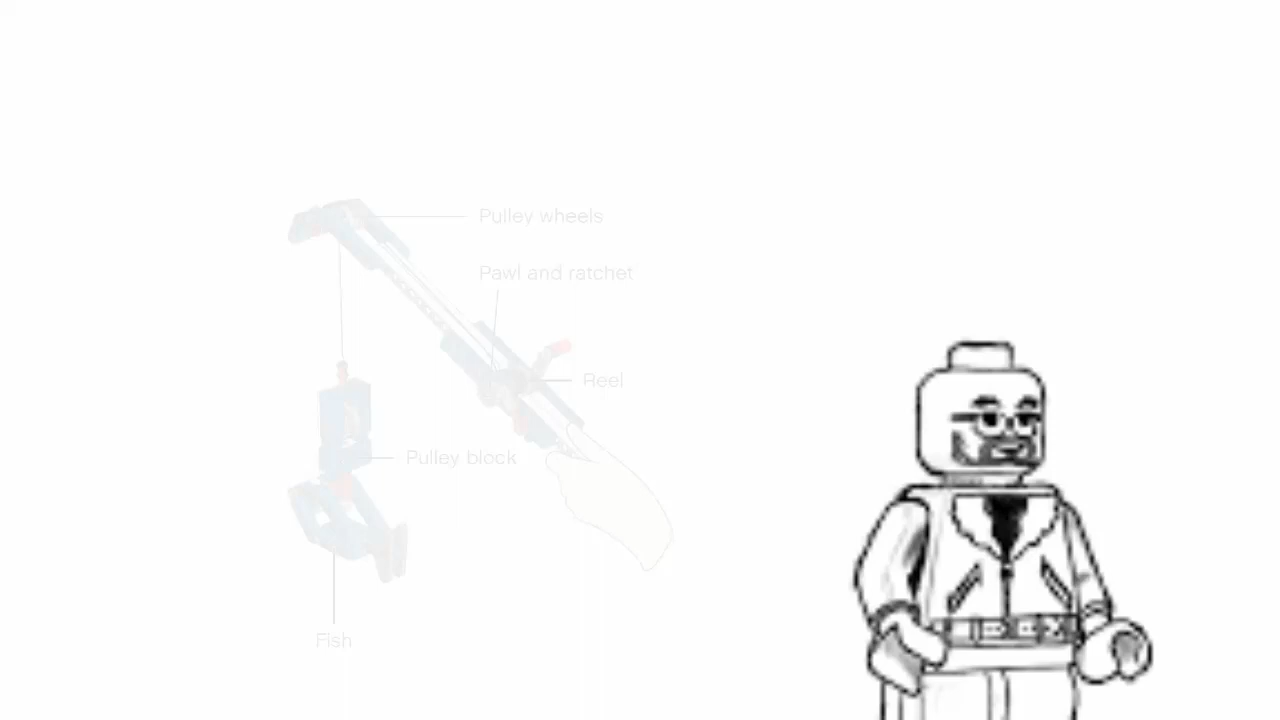 Pulley wheels
Pawl and ratchet
Reel
Pulley block
Fish